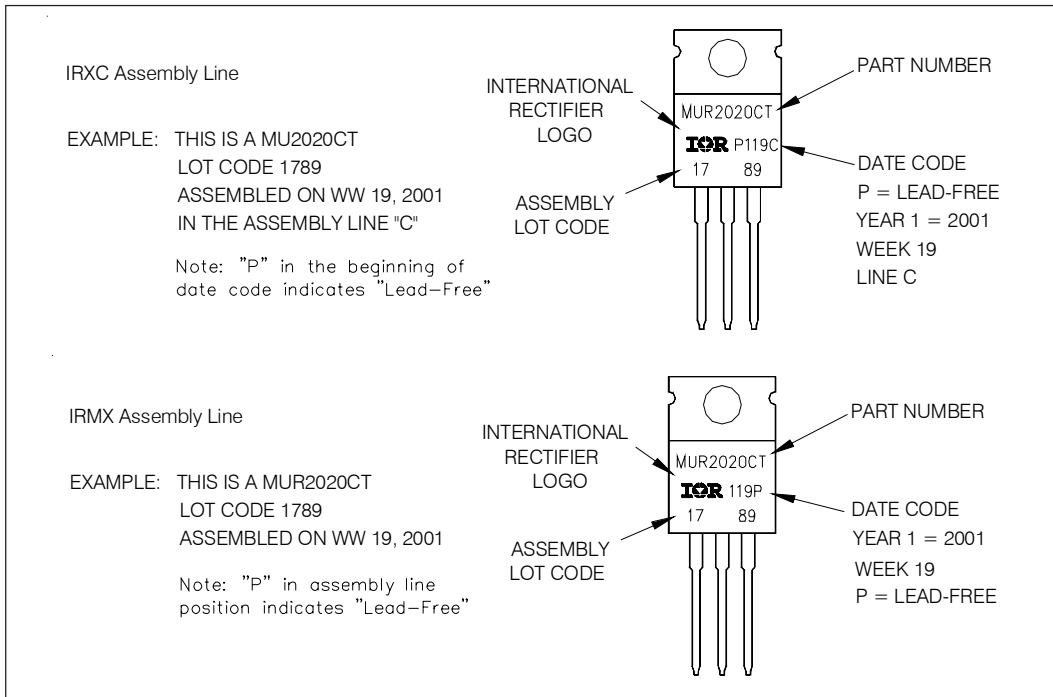 IRXC Assembly Line
EXAMPLE: THIS IS A MU2020CT
LOT CODE 1789
ASSEMBLED ON WW 19, 2001
IN THE ASSEMBLY LINE "C"
Note: "P" in the beginning of
date code indicates "Lead-Free"
INTERNATIONAL
RECTIFIER
LOGO
ASSEMBLY
LOT CODE
MUR2020CT
IOR P119C
17 89
PART NUMBER
DATE CODE
P = LEAD-FREE
YEAR 1 = 2001
WEEK 19
LINE C
IRMX Assembly Line
EXAMPLE: THIS IS A MUR2020CT
LOT CODE 1789
ASSEMBLED ON WW 19, 2001
Note: "P" in assembly line
position indicates "Lead-Free"
INTERNATIONAL
RECTIFIER
LOGO
ASSEMBLY
LOT CODE
MUR2020CT
IOR 119P
17 89
PART NUMBER
DATE CODE
YEAR 1 = 2001
WEEK 19
P = LEAD-FREE